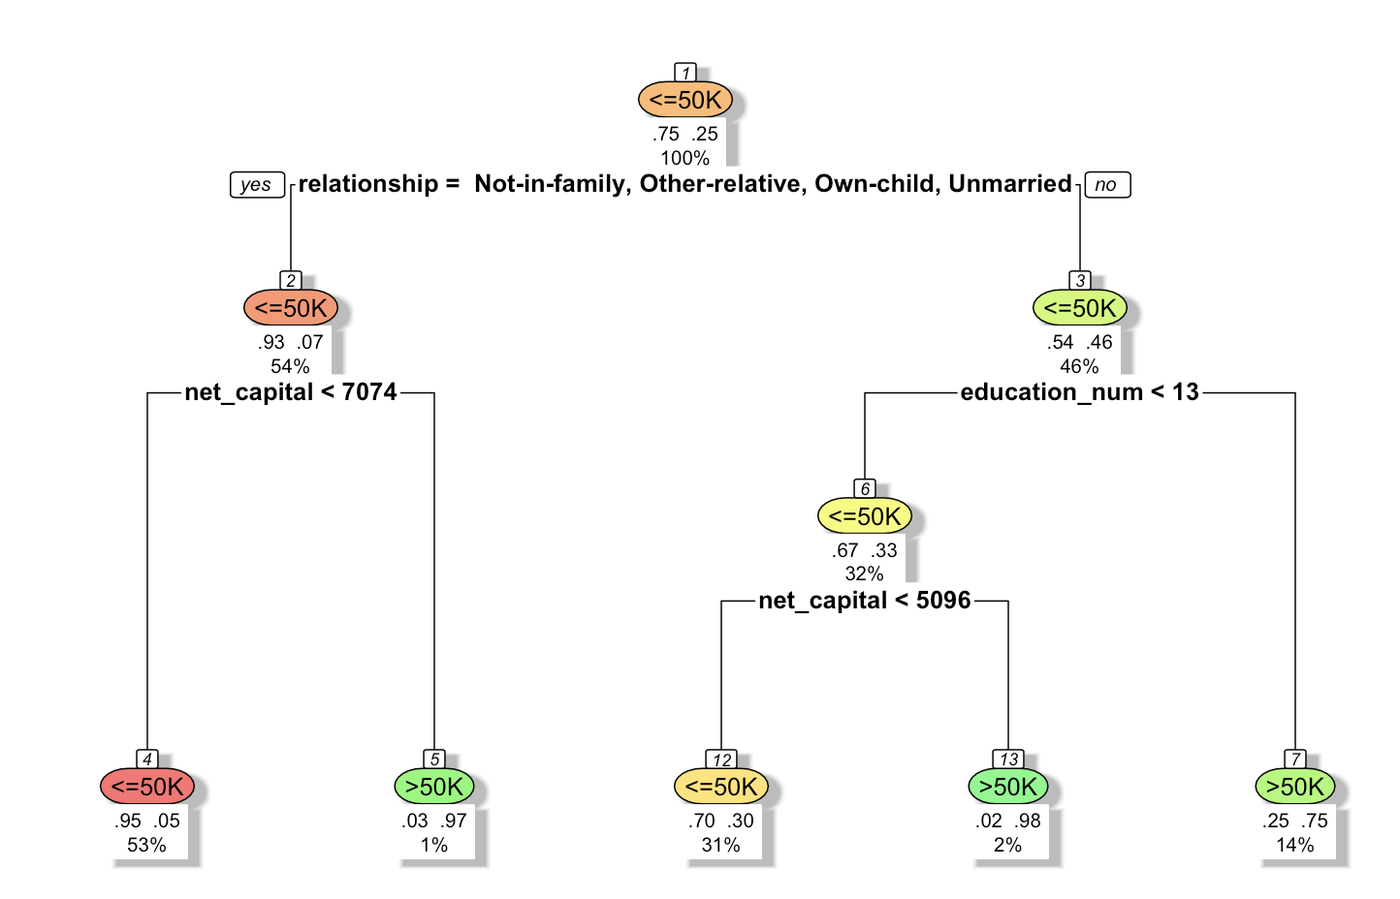 1
<=50K
.75 .25
100%
yes relationship = Not-in-family, Other-relative, Own-child, Unmarried no
2 3
<=50K <=50K
.93 .07 .54 .46
54% 46%
net_capital < 7074 education_num < 13
6
<=50K
.67 .33
32%
net_capital < 5096
4 5 12 13 7
<=50K >50K <=50K >50K >50K
.95 .05 .03 .97 .70 .30 .02 .98 .25 .75
53% 1% 31% 2% 14%